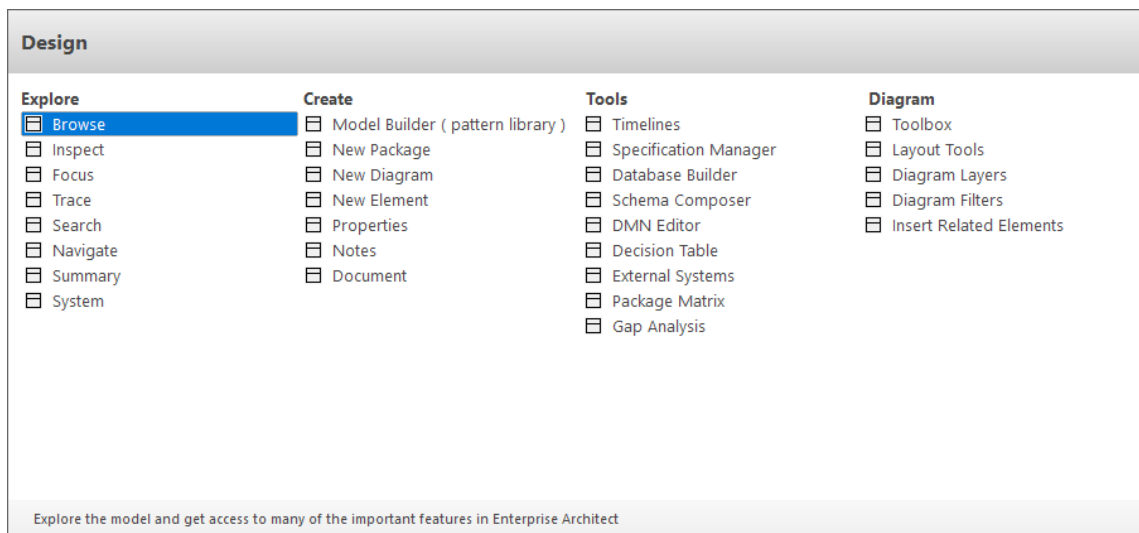 Design
Explore
Browse
Inspect
Focus
Trace
Search
Navigate
Summary
System
Create
Model Builder ( pattern library )
New Package
New Diagram
New Element
Properties
Notes
Document
Tools
Timelines
Specification Manager
Database Builder
Schema Composer
DMN Editor
Decision Table
External Systems
Package Matrix
Gap Analysis
Diagram
Toolbox
Layout Tools
Diagram Layers
Diagram Filters
Insert Related Elements
Explore the model and get access to many of the important features in Enterprise Architect